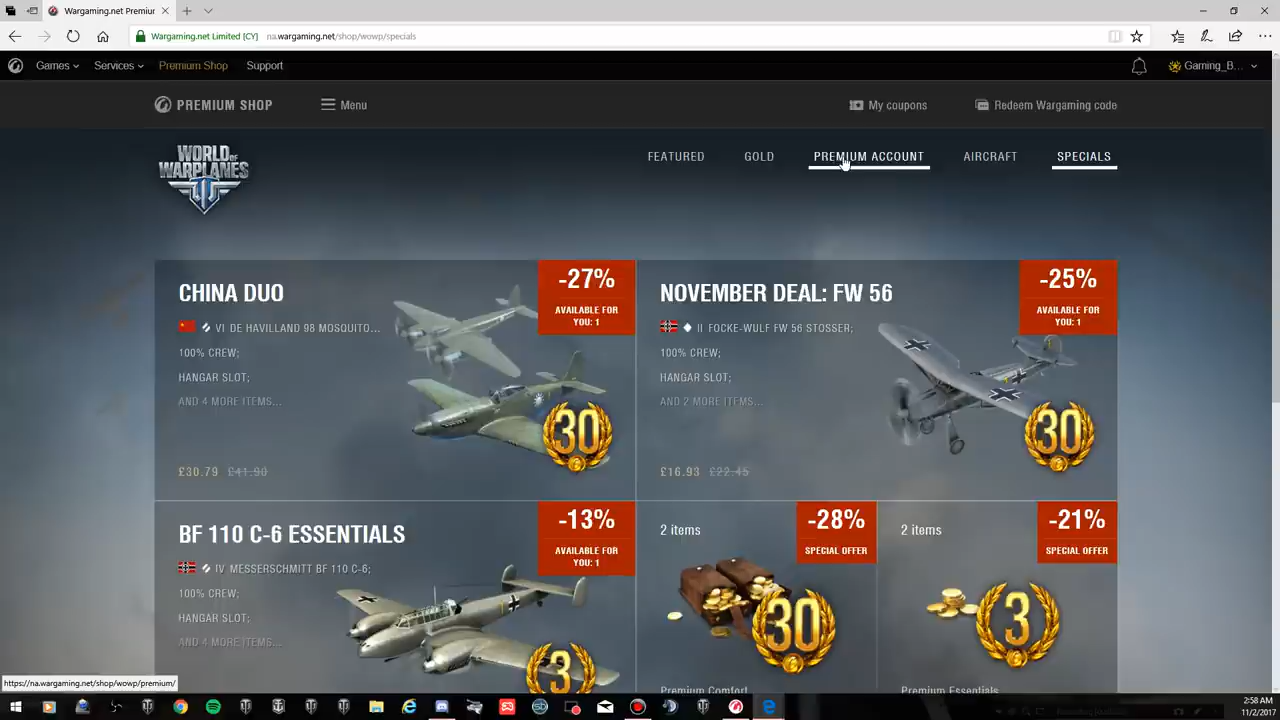 Wargaming.net Premiur
Wargaming.net Limited [CY]
na.wargaming.net/shop/wowp/specials
Games
Services
Premium Shop
Support
Gaming_B...
PREMIUM SHOP
Menu
My coupons
Redeem Wargaming code
WORLD OF WARPLANES
FEATURED
GOLD
PREMIUM ACCOUNT
AIRCRAFT
SPECIALS
CHINA DUO
VI DE HAVILLAND 98 MOSQUITO...
100% CREW;
HANGAR SLOT;
AND 4 MORE ITEMS...
£30.79 £41.90
-27%
AVAILABLE FOR
YOU: 1
30
NOVEMBER DEAL: FW 56
II FOCKE-WULF FW 56 STOSSER;
100% CREW;
HANGAR SLOT;
AND 2 MORE ITEMS...
£16.93 £22.45
-25%
AVAILABLE FOR
YOU: 1
30
BF 110 C-6 ESSENTIALS
IV MESSERSCHMITT BF 110 C-6;
100% CREW;
HANGAR SLOT;
AND 4 MORE ITEMS...
-13%
AVAILABLE FOR
YOU: 1
3
2 items
-28%
SPECIAL OFFER
30
Premium Comfort
2 items
-21%
SPECIAL OFFER
3
Premium Essentials
https://na.wargaming.net/shop/wowp/premium/
2:58 AM
11/2/2017